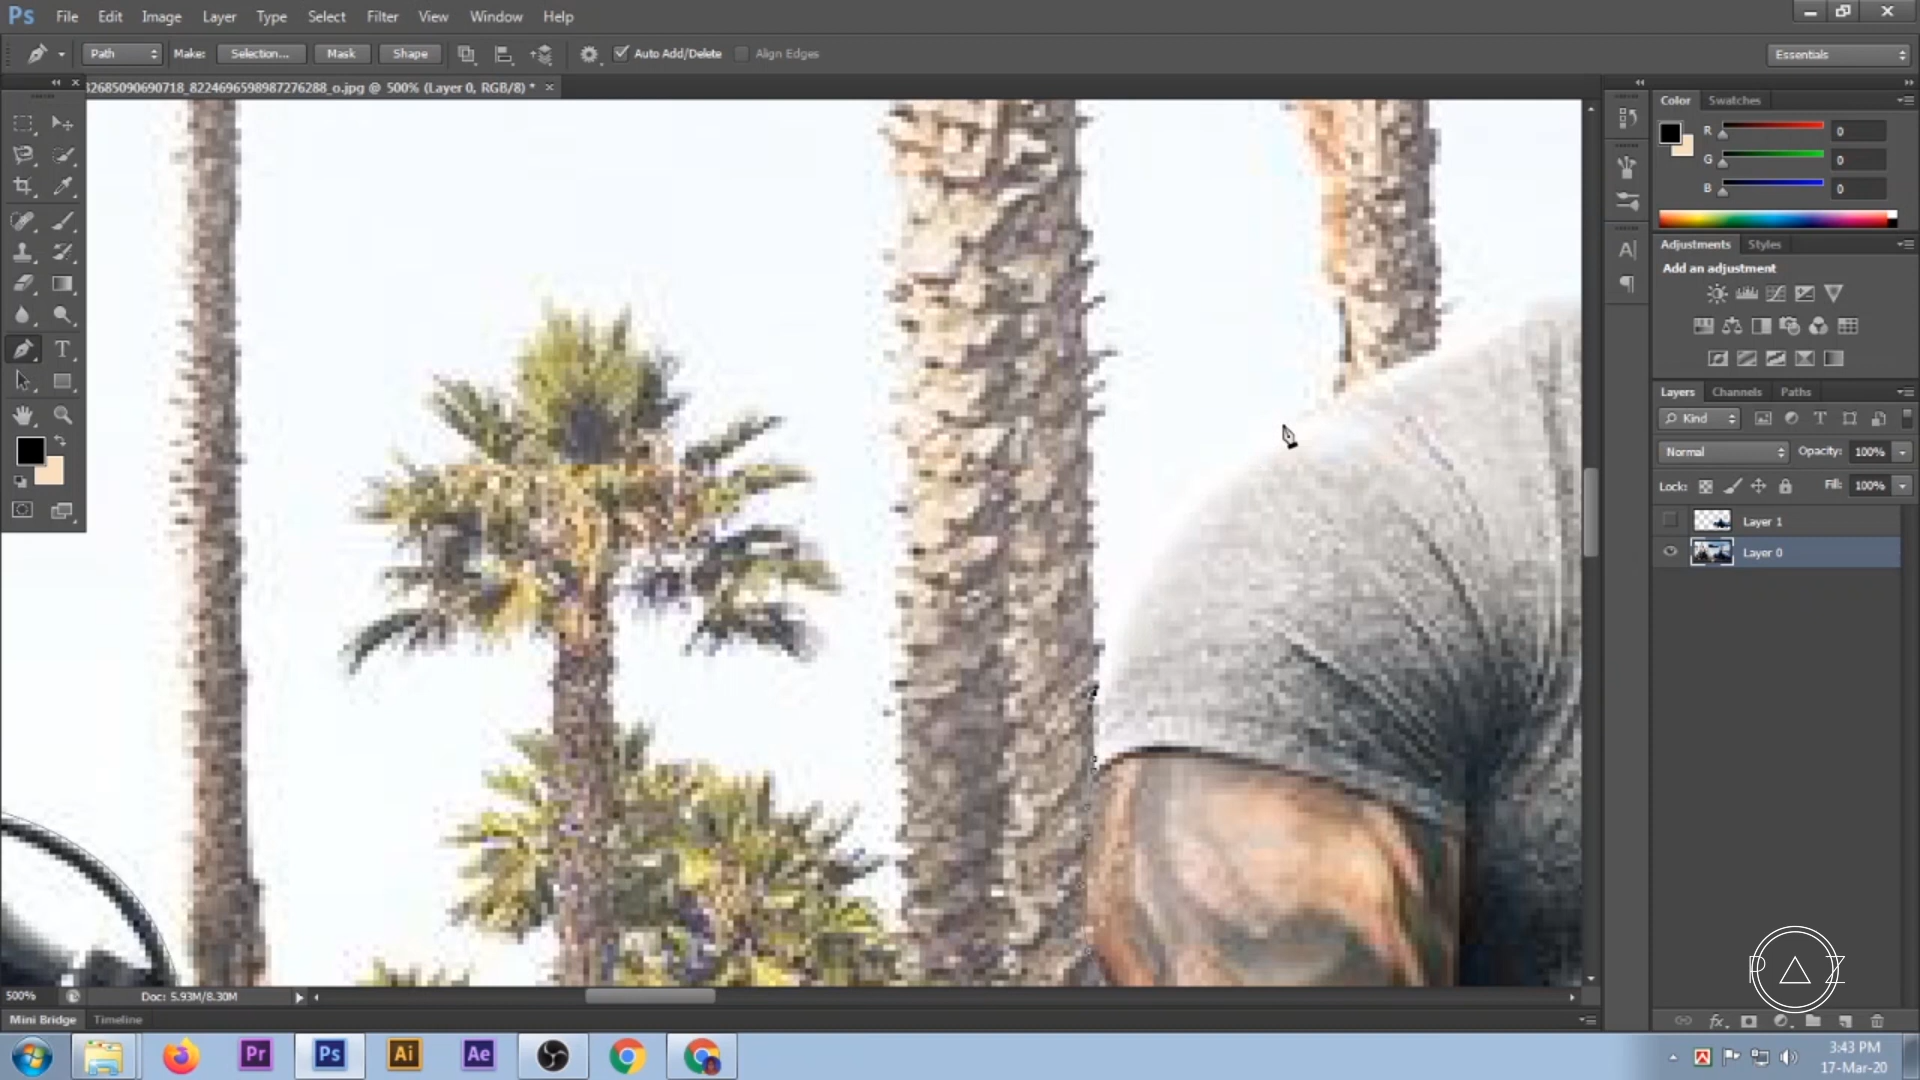 Ps File Edit Image Layer Type Select Filter View Window Help
Path Make: Selection... Mask Shape Auto Add/Delete Align Edges Essentials
32685090690718_8224696598987276288_o.jpg @ 500% (Layer 0, RGB/8) *
Color Swatches
R 0
G 0
B 0
Adjustments Styles
Add an adjustment
Layers Channels Paths
Kind
Normal Opacity: 100%
Lock: Fill: 100%
Layer 1
Layer 0
P Z
500% Doc: 5.93M/8.30M
Mini Bridge Timeline
Pr Ps Ai Ae
3:43 PM
17-Mar-20